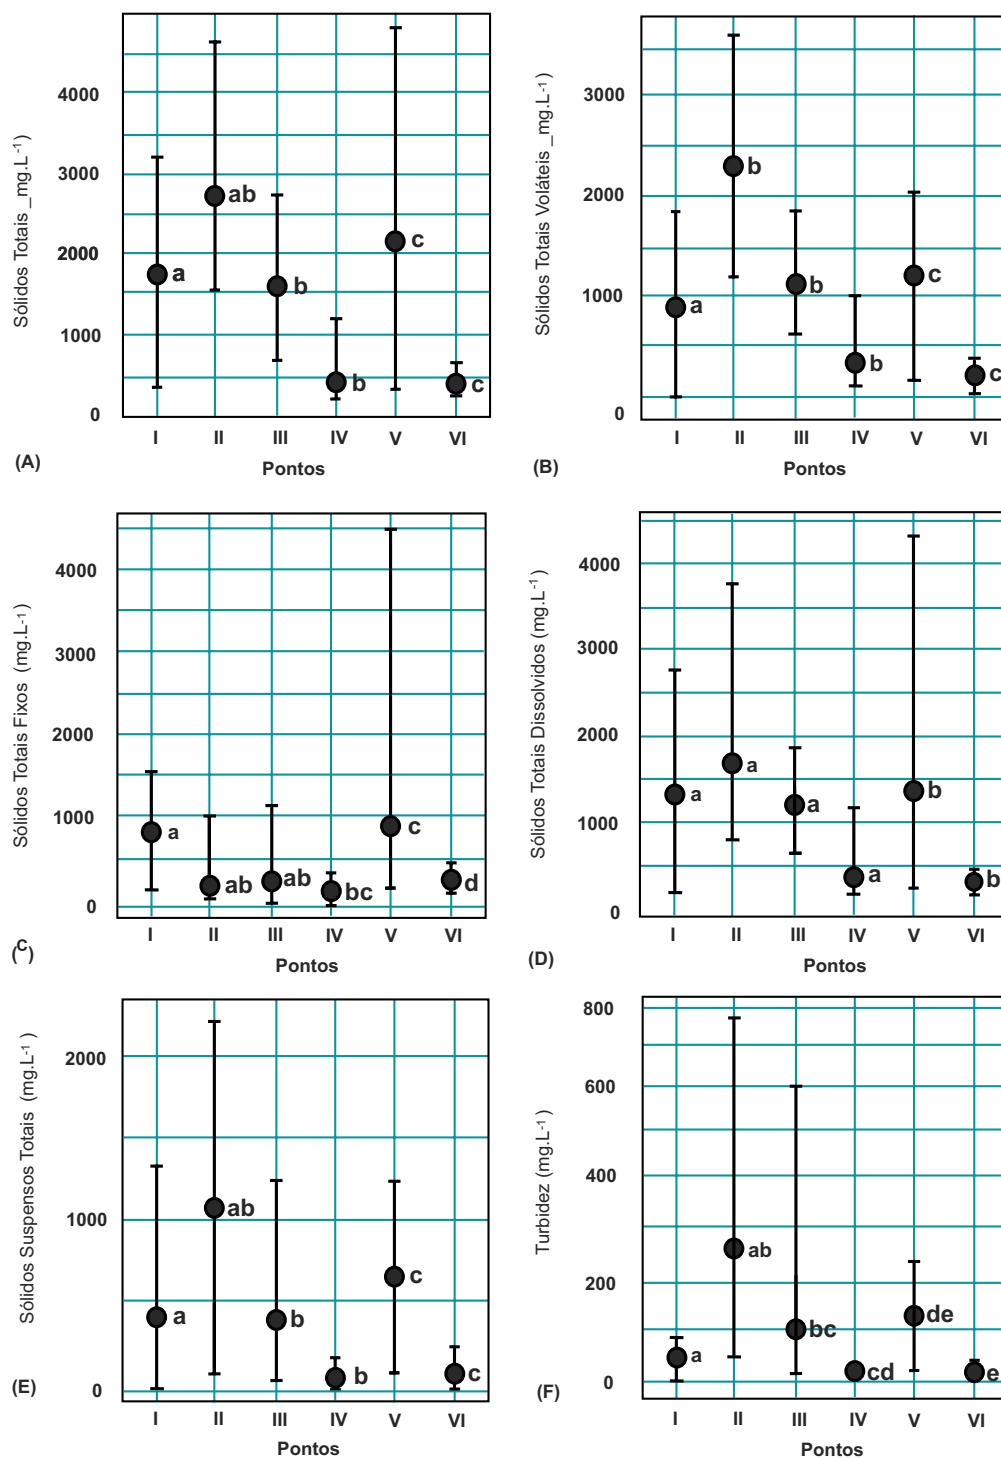 Sólidos Totais _mg.L-1)
4000
3000
2000
1000
0
a
ab
b
b
c
c
I II III IV V VI
(A)
Pontos
Sólidos Totais Voláteis _mg.L-1)
3000
2000
1000
0
a
b
b
b
c
c
I II III IV V VI
(B)
Pontos
Sólidos Totais Fixos (mg.L-1)
4000
3000
2000
1000
0
a
ab
ab
bc
c
d
I II III IV V VI
(C)
Pontos
Sólidos Totais Dissolvidos (mg.L-1)
4000
3000
2000
1000
0
a
a
a
a
b
b
I II III IV V VI
(D)
Pontos
Sólidos Suspensos Totais (mg.L-1 )
2000
1000
0
a
ab
b
b
c
c
I II III IV V VI
(E)
Pontos
Turbidez (mg.L-1 )
800
600
400
200
0
a
ab
bc
cd
de
e
I II III IV V VI
(F)
Pontos